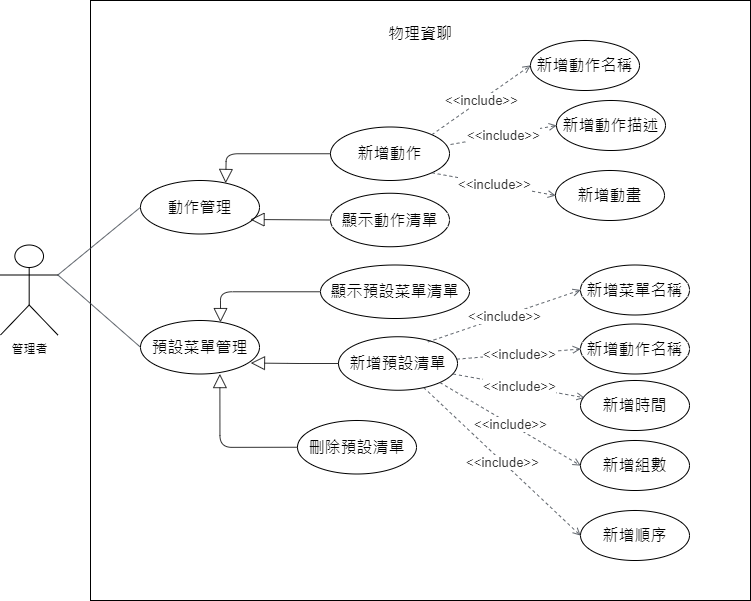 物理資聊
新增動作名稱
<<include>>
新增動作描述
<<include>>
新增動作
<<include>>
新增動畫
動作管理
顯示動作清單
管理者
顯示預設菜單清單
新增菜單名稱
<<include>>
預設菜單管理
新增動作名稱
<<include>>
新增預設清單
<<include>>
新增時間
<<include>>
刪除預設清單
<<include>>
新增組數
新增順序